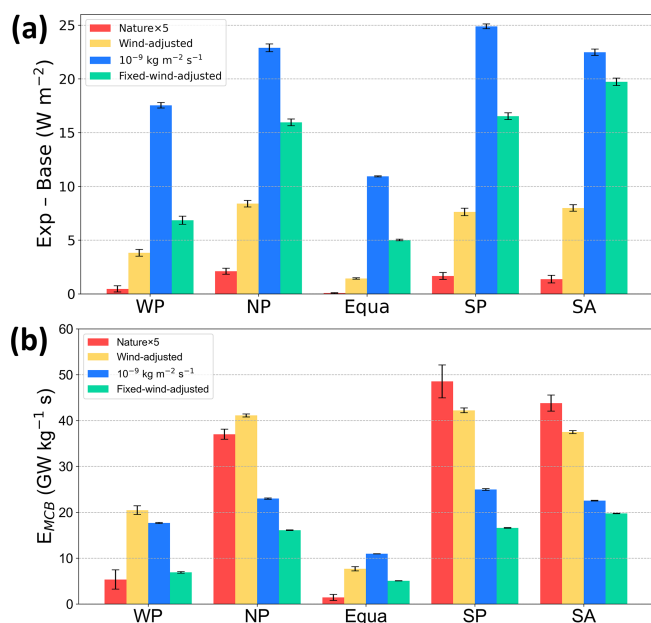 (a)
Nature×5
Wind-adjusted
10⁻⁹ kg m⁻² s⁻¹
Fixed-wind-adjusted
Exp – Base (W m⁻²)
25
20
15
10
5
0
WP NP Equa SP SA
(b)
Nature×5
Wind-adjusted
10⁻⁹ kg m⁻² s⁻¹
Fixed-wind-adjusted
E_MCB (GW kg⁻¹ s)
60
50
40
30
20
10
0
WP NP Equa SP SA